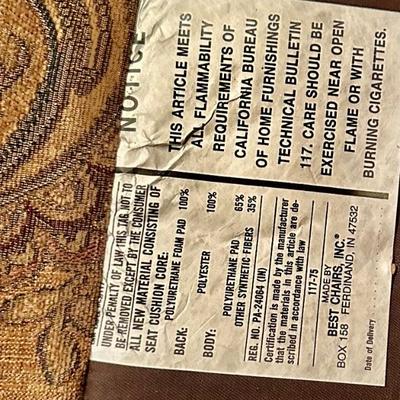 NOTICE
THIS ARTICLE MEETS
ALL FLAMMABILITY
REQUIREMENTS OF
CALIFORNIA BUREAU
OF HOME FURNISHINGS
TECHNICAL BULLETIN
117. CARE SHOULD BE
EXERCISED NEAR OPEN
FLAME OR WITH
BURNING CIGARETTES.
UNDER PENALTY OF LAW THIS TAG NOT TO
BE REMOVED EXCEPT BY THE CONSUMER
ALL NEW MATERIAL CONSISTING OF
SEAT CUSHION CORE:
POLYURETHANE FOAM PAD 100%
BACK:
POLYESTER 100%
BODY:
POLYURETHANE PAD 65%
OTHER SYNTHETIC FIBERS 35%
REG. NO. PA-24064 (IN)
Certification is made by the manufacturer
that the materials in this article are de-
scribed in accordance with law
117-75
MADE BY
BEST CHAIRS, INC.
BOX 158 FERDINAND, IN 47532
Date of Delivery